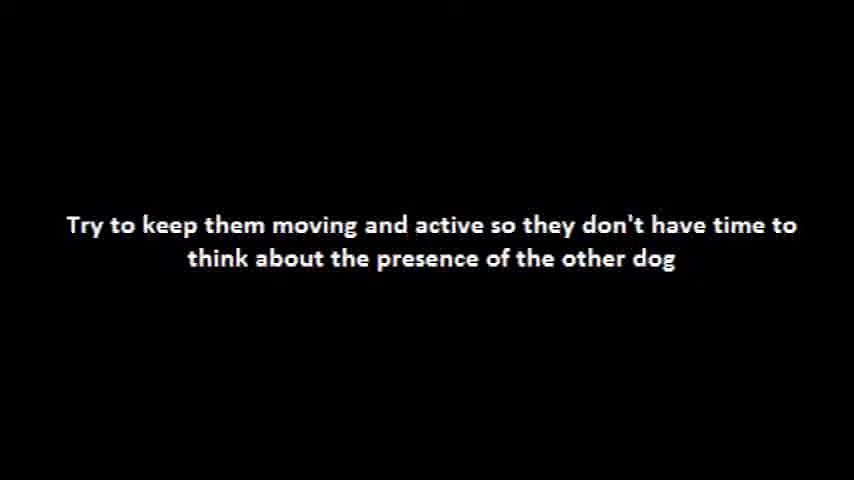 Try to keep them moving and active so they don't have time to
think about the presence of the other dog